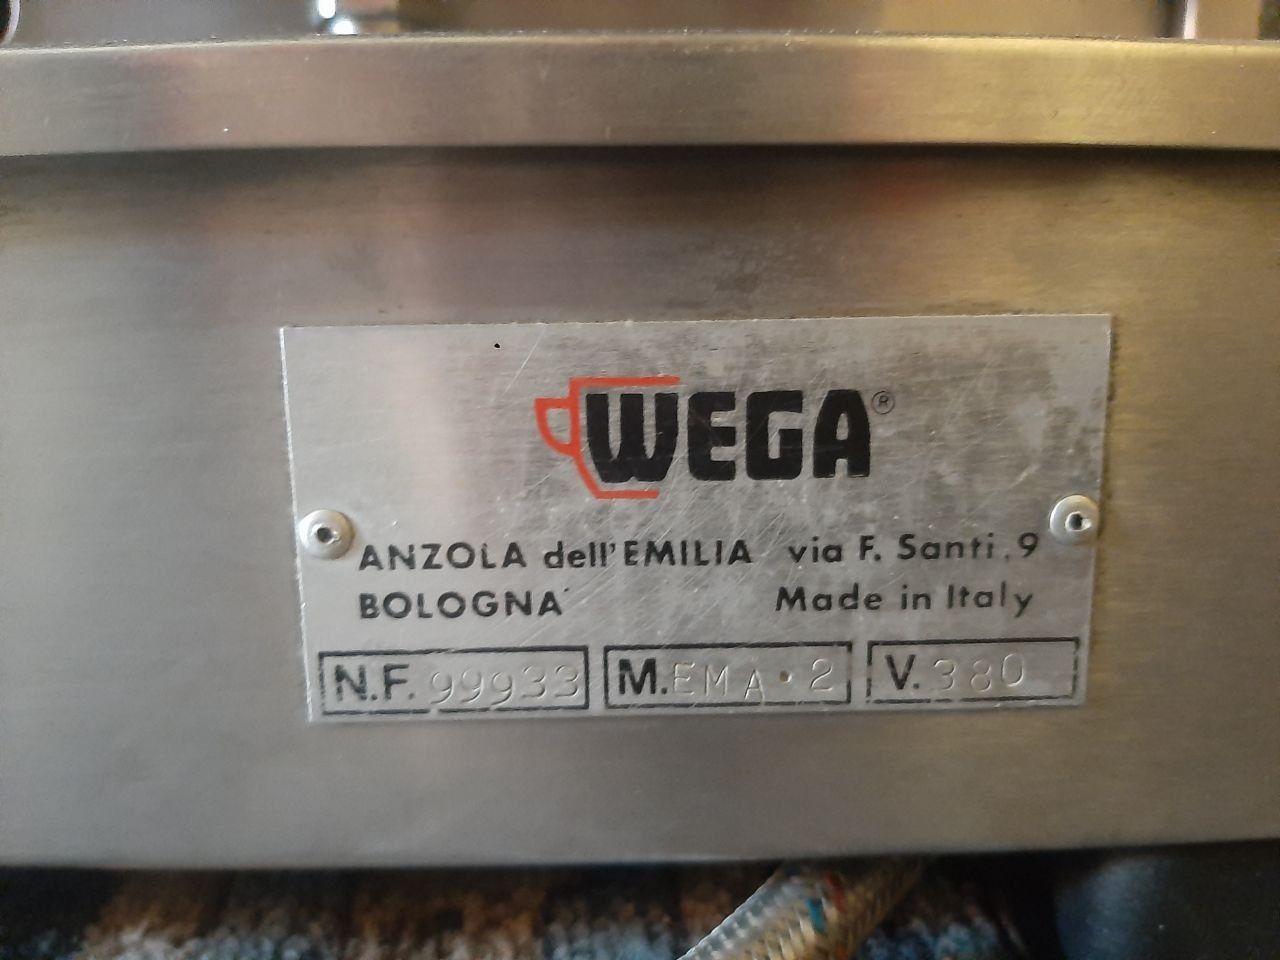 WEGA®
ANZOLA dell'EMILIA via F. Santi, 9
BOLOGNA Made in Italy
N.F. 99933 M. EMA·2 V. 380